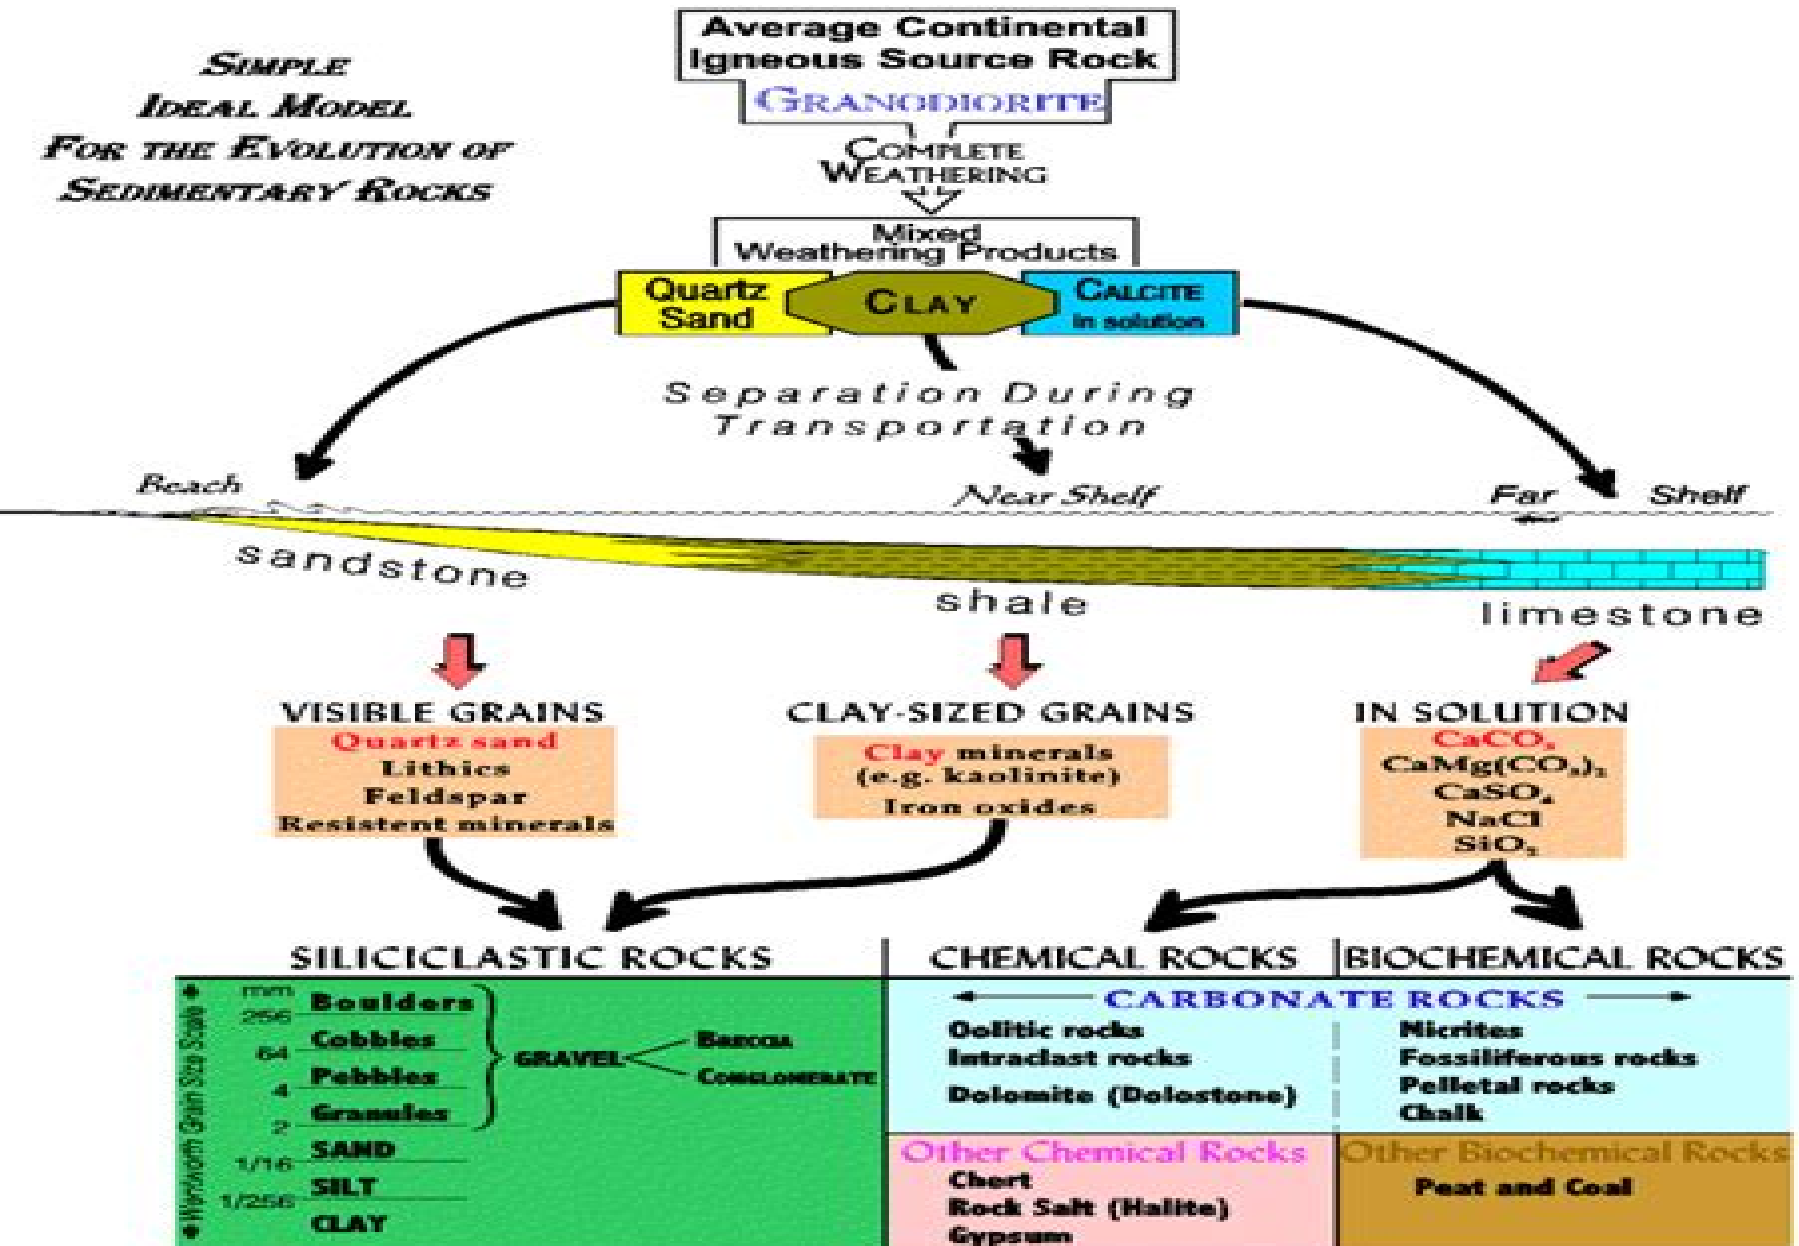 SIMPLE
IDEAL MODEL
FOR THE EVOLUTION OF
SEDIMENTARY ROCKS
Average Continental
Igneous Source Rock
GRANODIORITE
COMPLETE
WEATHERING
Mixed
Weathering Products
Quartz
Sand
CLAY
CALCITE
in solution
Separation During
Transportation
Beach
Near Shelf
Far Shelf
sandstone
shale
limestone
VISIBLE GRAINS
Quartz sand
Lithics
Feldspar
Resistent minerals
CLAY-SIZED GRAINS
Clay minerals
(e.g. kaolinite)
Iron oxides
IN SOLUTION
CaCO₃
CaMg(CO₃)₂
CaSO₄
NaCl
SiO₂
SILICICLASTIC ROCKS
Wentworth Grain Size Scale
mm
Boulders
256
Cobbles
64
Pebbles
4
Granules
2
SAND
1/16
SILT
1/256
CLAY
GRAVEL
BRECCIA
CONGLOMERATE
CHEMICAL ROCKS
BIOCHEMICAL ROCKS
CARBONATE ROCKS
Oolitic rocks
Intraclast rocks
Dolomite (Dolostone)
Micrites
Fossiliferous rocks
Pelletal rocks
Chalk
Other Chemical Rocks
Chert
Rock Salt (Halite)
Gypsum
Other Biochemical Rocks
Peat and Coal